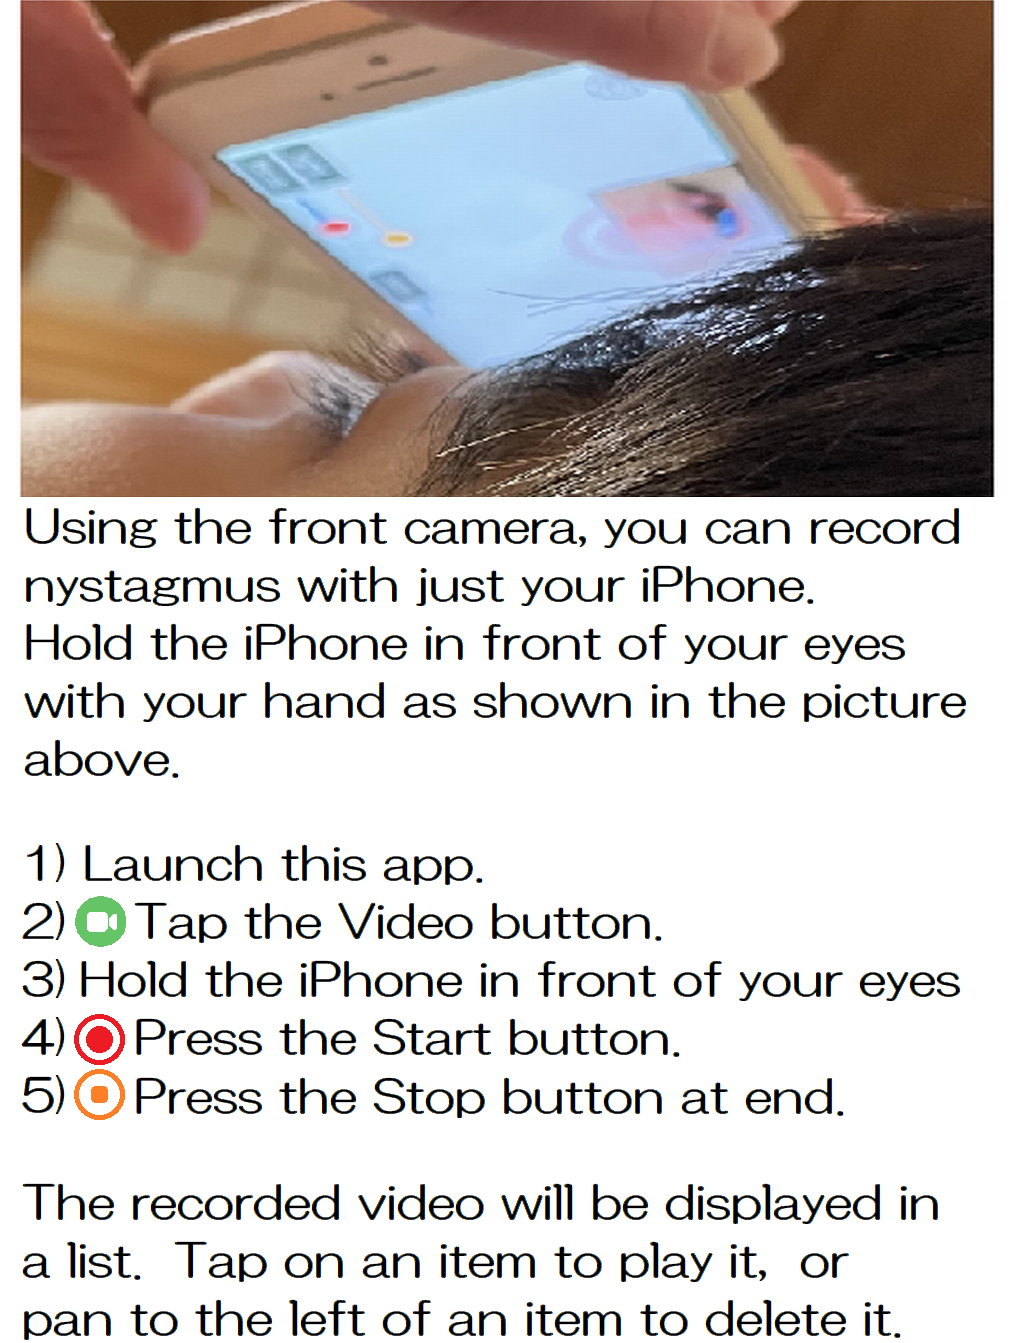 Using the front camera, you can record
nystagmus with just your iPhone.
Hold the iPhone in front of your eyes
with your hand as shown in the picture
above.
1) Launch this app.
2) Tap the Video button.
3) Hold the iPhone in front of your eyes
4) Press the Start button.
5) Press the Stop button at end.
The recorded video will be displayed in
a list. Tap on an item to play it, or
pan to the left of an item to delete it.